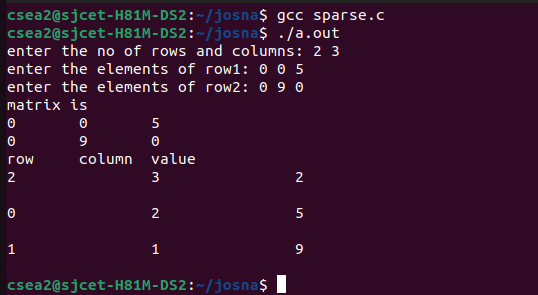 csea2@sjcet-H81M-DS2:~/josna$ gcc sparse.c
csea2@sjcet-H81M-DS2:~/josna$ ./a.out
enter the no of rows and columns: 2 3
enter the elements of row1: 0 0 5
enter the elements of row2: 0 9 0
matrix is
0 0 5
0 9 0
row column value
2 3 2
0 2 5
1 1 9
csea2@sjcet-H81M-DS2:~/josna$